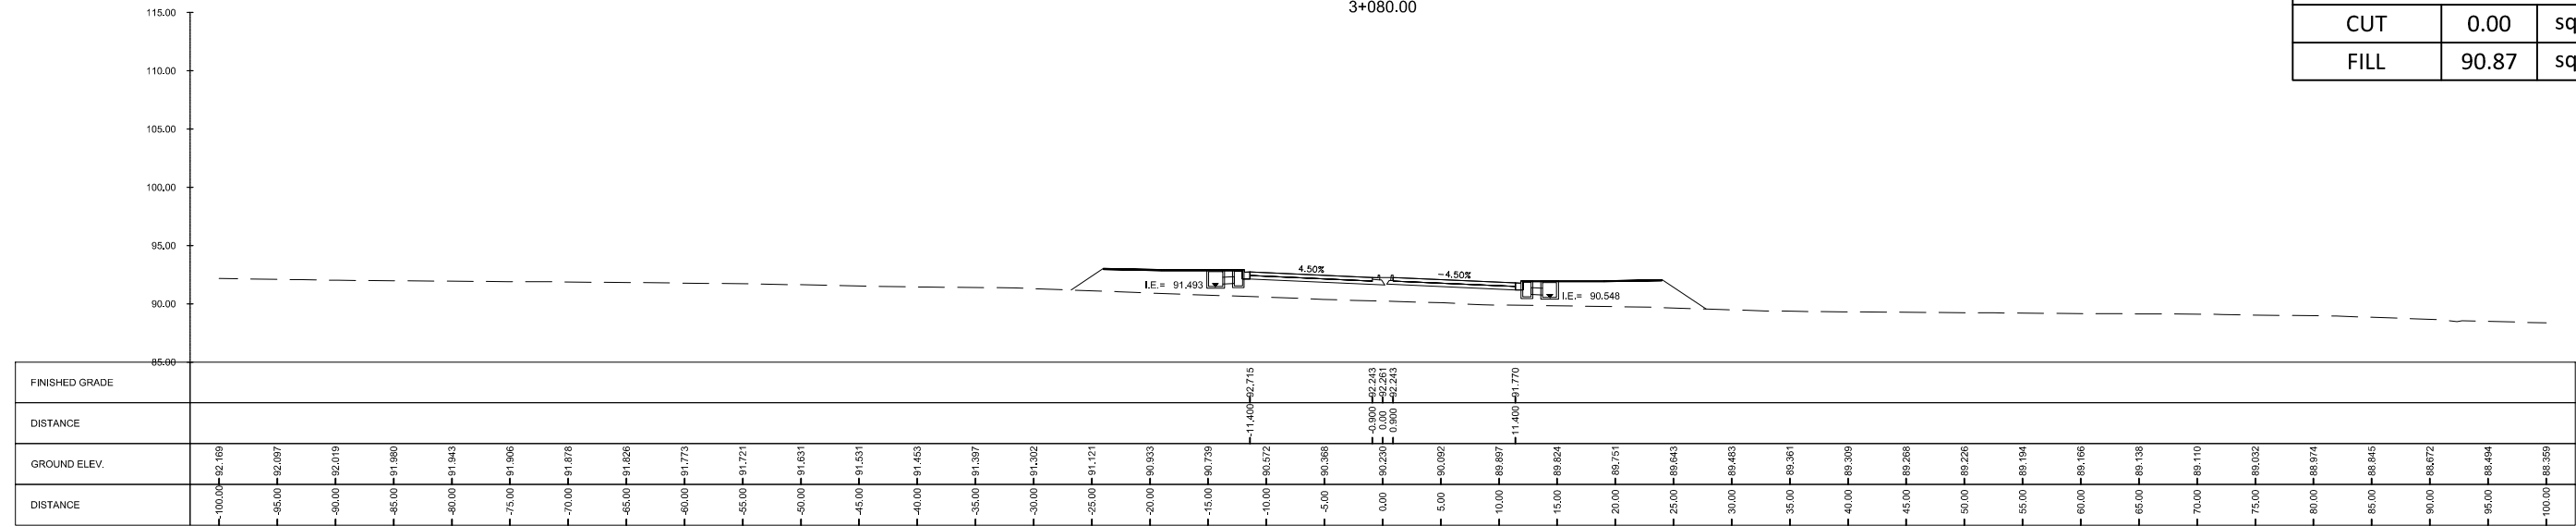 3+080.00
CUT 0.00 sq
FILL 90.87 sq
115.00
110.00
105.00
100.00
95.00
90.00
85.00
4.50%
-4.50%
I.E.= 91.493
I.E.= 90.548
FINISHED GRADE 92.715 92.243 92.261 92.243 91.770
DISTANCE -11.400 -0.900 0.00 0.900 11.400
GROUND ELEV. 92.169 92.097 92.019 91.980 91.943 91.906 91.878 91.826 91.773 91.721 91.631 91.531 91.453 91.397 91.302 91.121 90.933 90.739 90.572 90.368 90.230 90.092 89.897 89.824 89.751 89.643 89.483 89.361 89.309 89.268 89.226 89.194 89.166 89.138 89.110 89.032 88.974 88.845 88.672 88.494 88.359
DISTANCE -100.00 -95.00 -90.00 -85.00 -80.00 -75.00 -70.00 -65.00 -60.00 -55.00 -50.00 -45.00 -40.00 -35.00 -30.00 -25.00 -20.00 -15.00 -10.00 -5.00 0.00 5.00 10.00 15.00 20.00 25.00 30.00 35.00 40.00 45.00 50.00 55.00 60.00 65.00 70.00 75.00 80.00 85.00 90.00 95.00 100.00